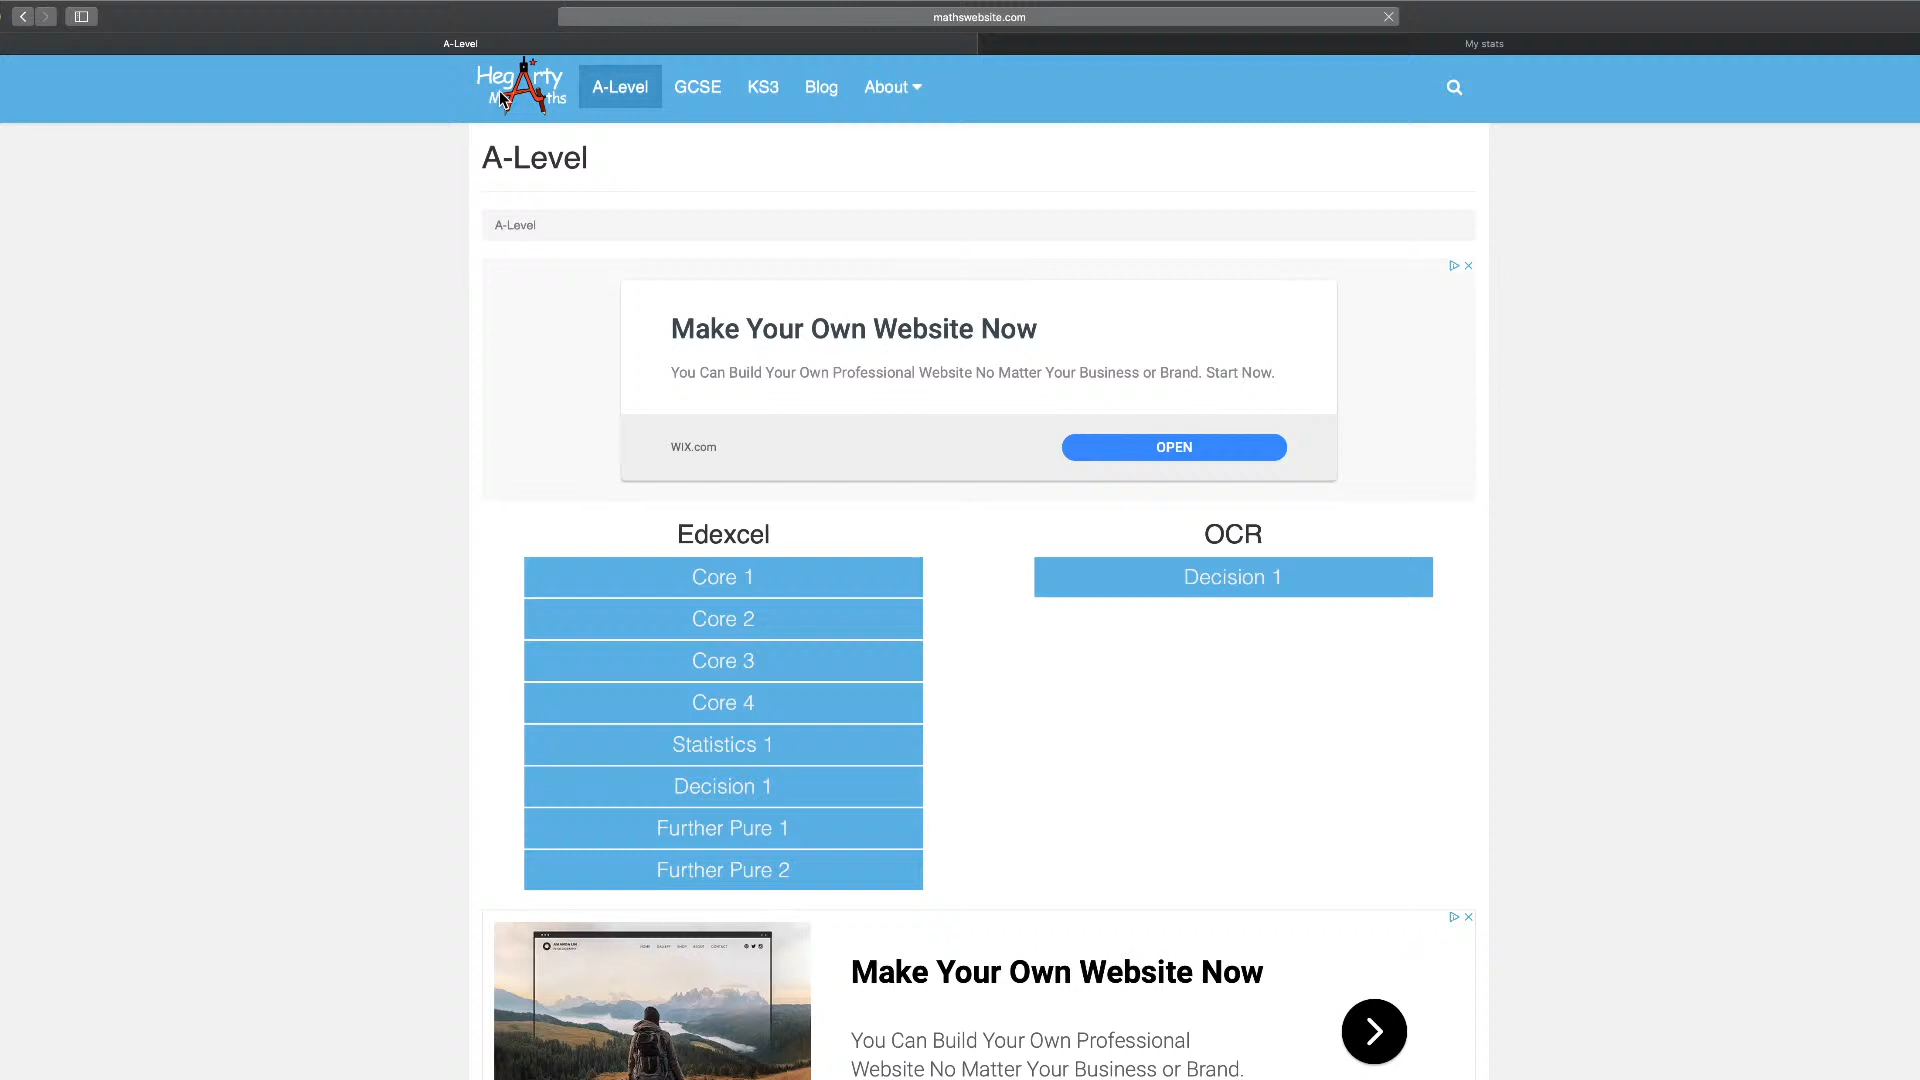 mathswebsite.com
A-Level
My stats
Hegarty
Maths
A-Level
GCSE
KS3
Blog
About
A-Level
A-Level
Make Your Own Website Now
You Can Build Your Own Professional Website No Matter Your Business or Brand. Start Now.
WIX.com
OPEN
Edexcel
Core 1
Core 2
Core 3
Core 4
Statistics 1
Decision 1
Further Pure 1
Further Pure 2
OCR
Decision 1
Make Your Own Website Now
You Can Build Your Own Professional
Website No Matter Your Business or Brand.